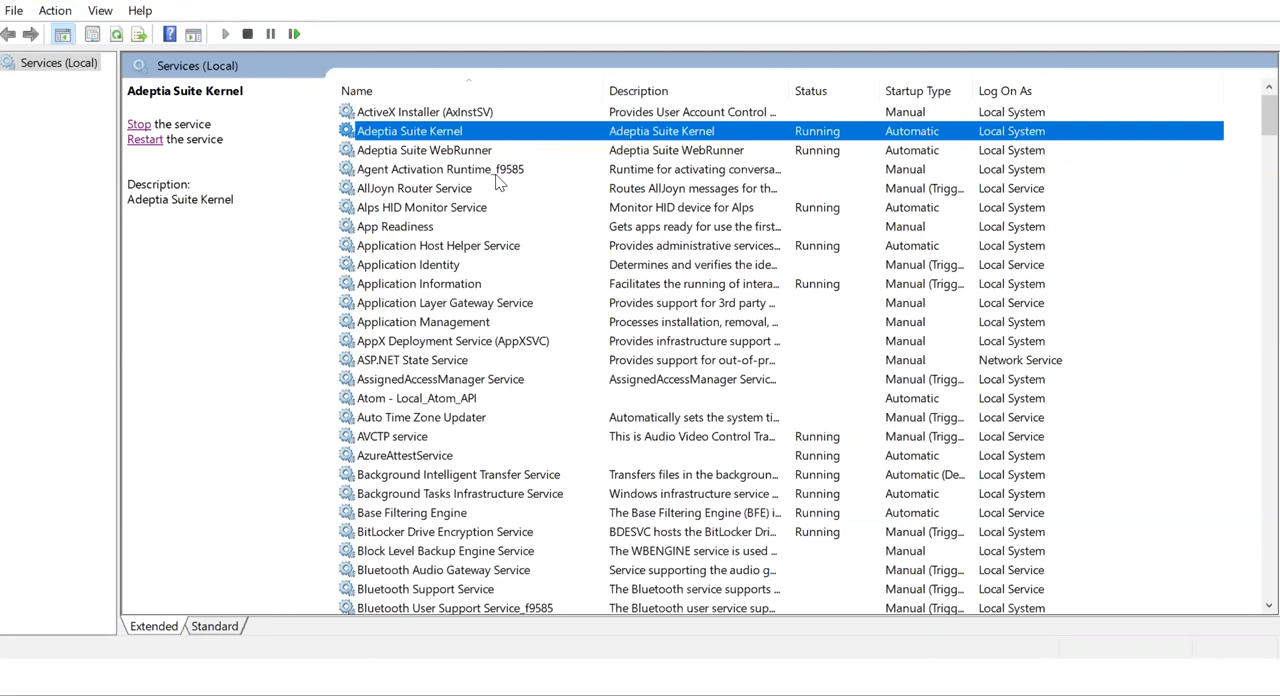 File Action View Help
Services (Local)
Services (Local)
Adeptia Suite Kernel
Stop the service
Restart the service
Description:
Adeptia Suite Kernel
Name Description Status Startup Type Log On As
ActiveX Installer (AxInstSV) Provides User Account Control ... Manual Local System
Adeptia Suite Kernel Adeptia Suite Kernel Running Automatic Local System
Adeptia Suite WebRunner Adeptia Suite WebRunner Running Automatic Local System
Agent Activation Runtime_f9585 Runtime for activating conversa... Manual Local System
AllJoyn Router Service Routes AllJoyn messages for th... Manual (Trigg... Local Service
Alps HID Monitor Service Monitor HID device for Alps Running Automatic Local System
App Readiness Gets apps ready for use the first... Manual Local System
Application Host Helper Service Provides administrative services... Running Automatic Local System
Application Identity Determines and verifies the ide... Manual (Trigg... Local Service
Application Information Facilitates the running of intera... Running Manual (Trigg... Local System
Application Layer Gateway Service Provides support for 3rd party ... Manual Local Service
Application Management Processes installation, removal, ... Manual Local System
AppX Deployment Service (AppXSVC) Provides infrastructure support ... Manual Local System
ASP.NET State Service Provides support for out-of-pr... Manual Network Service
AssignedAccessManager Service AssignedAccessManager Servic... Manual (Trigg... Local System
Atom - Local_Atom_API Automatic Local System
Auto Time Zone Updater Automatically sets the system ti... Manual (Trigg... Local Service
AVCTP service This is Audio Video Control Tra... Running Manual (Trigg... Local Service
AzureAttestService Running Automatic Local System
Background Intelligent Transfer Service Transfers files in the backgroun... Running Automatic (De... Local System
Background Tasks Infrastructure Service Windows infrastructure service ... Running Automatic Local System
Base Filtering Engine The Base Filtering Engine (BFE) i... Running Automatic Local Service
BitLocker Drive Encryption Service BDESVC hosts the BitLocker Dri... Running Manual (Trigg... Local System
Block Level Backup Engine Service The WBENGINE service is used ... Manual Local System
Bluetooth Audio Gateway Service Service supporting the audio g... Manual (Trigg... Local Service
Bluetooth Support Service The Bluetooth service supports ... Manual (Trigg... Local Service
Bluetooth User Support Service_f9585 The Bluetooth user service sup... Manual (Trigg... Local System
Extended Standard